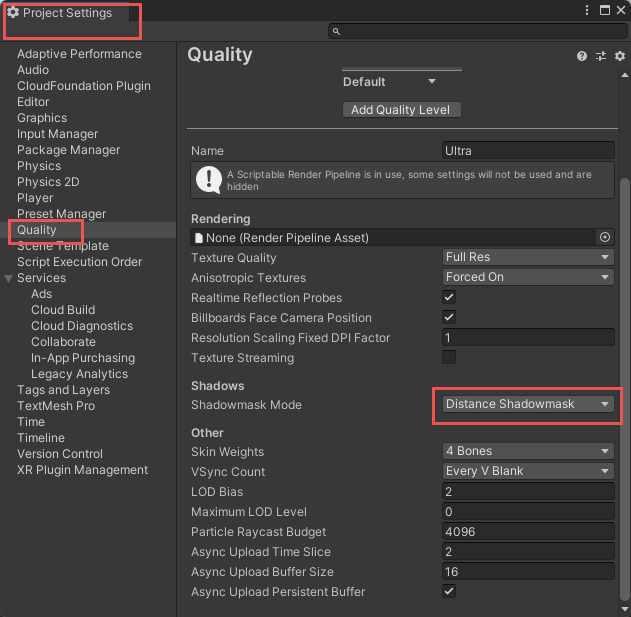 Project Settings
Adaptive Performance
Audio
CloudFoundation Plugin
Editor
Graphics
Input Manager
Package Manager
Physics
Physics 2D
Player
Preset Manager
Quality
Scene Template
Script Execution Order
Services
Ads
Cloud Build
Cloud Diagnostics
Collaborate
In-App Purchasing
Legacy Analytics
Tags and Layers
TextMesh Pro
Time
Timeline
Version Control
XR Plugin Management
Quality
Default
Add Quality Level
Name Ultra
A Scriptable Render Pipeline is in use, some settings will not be used and are
hidden
Rendering
None (Render Pipeline Asset)
Texture Quality Full Res
Anisotropic Textures Forced On
Realtime Reflection Probes
Billboards Face Camera Position
Resolution Scaling Fixed DPI Factor 1
Texture Streaming
Shadows
Shadowmask Mode Distance Shadowmask
Other
Skin Weights 4 Bones
VSync Count Every V Blank
LOD Bias 2
Maximum LOD Level 0
Particle Raycast Budget 4096
Async Upload Time Slice 2
Async Upload Buffer Size 16
Async Upload Persistent Buffer